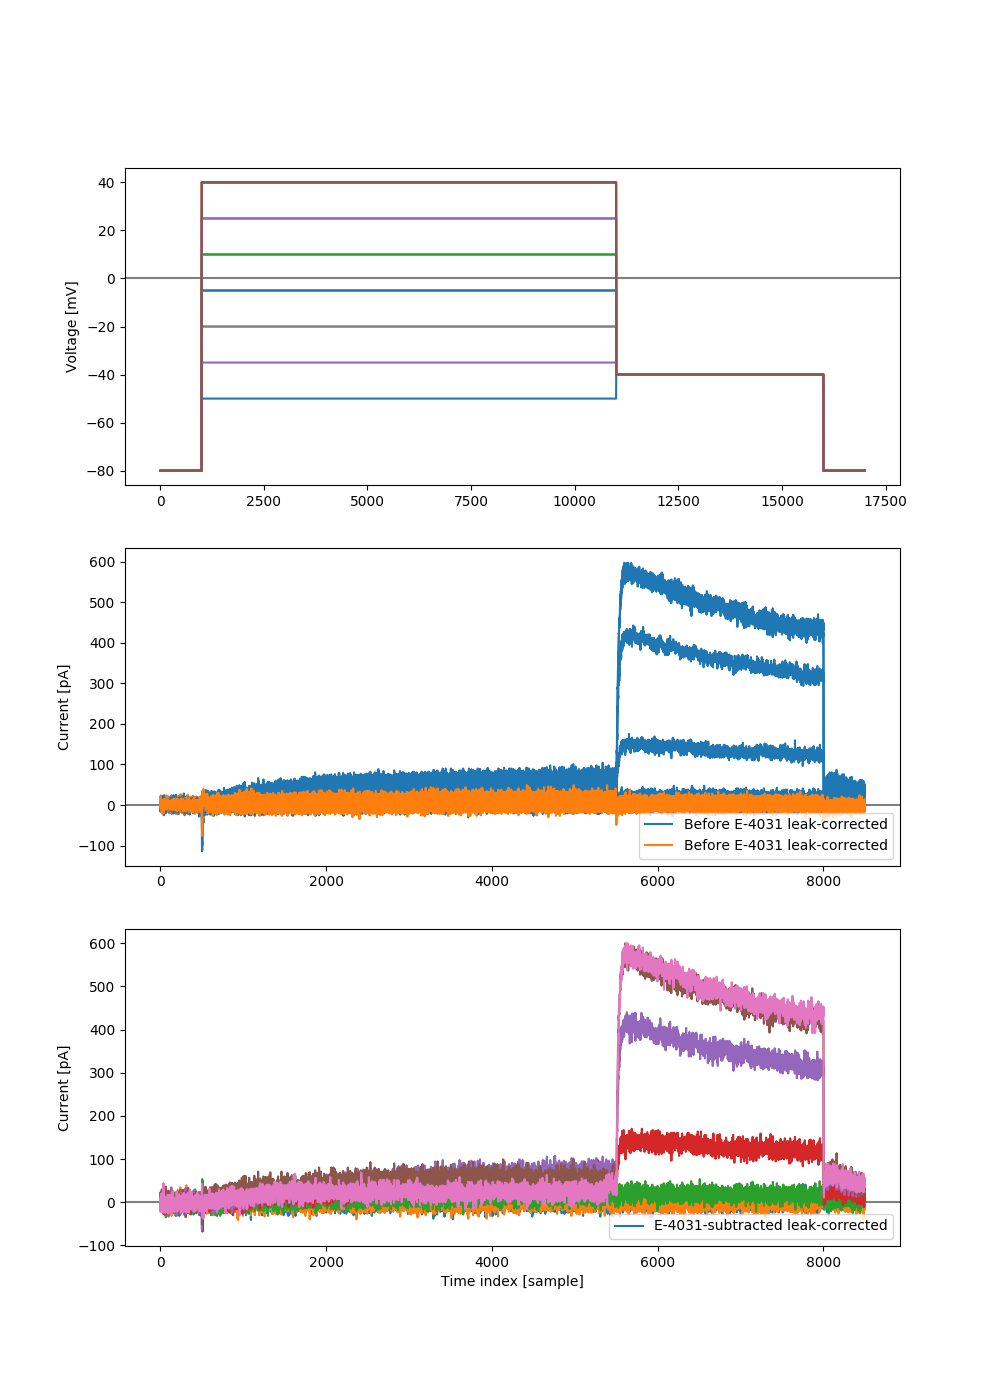 40
20
0
−20
−40
−60
−80
Voltage [mV]
0 2500 5000 7500 10000 12500 15000 17500
600
500
400
300
200
100
0
−100
Current [pA]
Before E-4031 leak-corrected
Before E-4031 leak-corrected
0 2000 4000 6000 8000
600
500
400
300
200
100
0
−100
Current [pA]
E-4031-subtracted leak-corrected
0 2000 4000 6000 8000
Time index [sample]